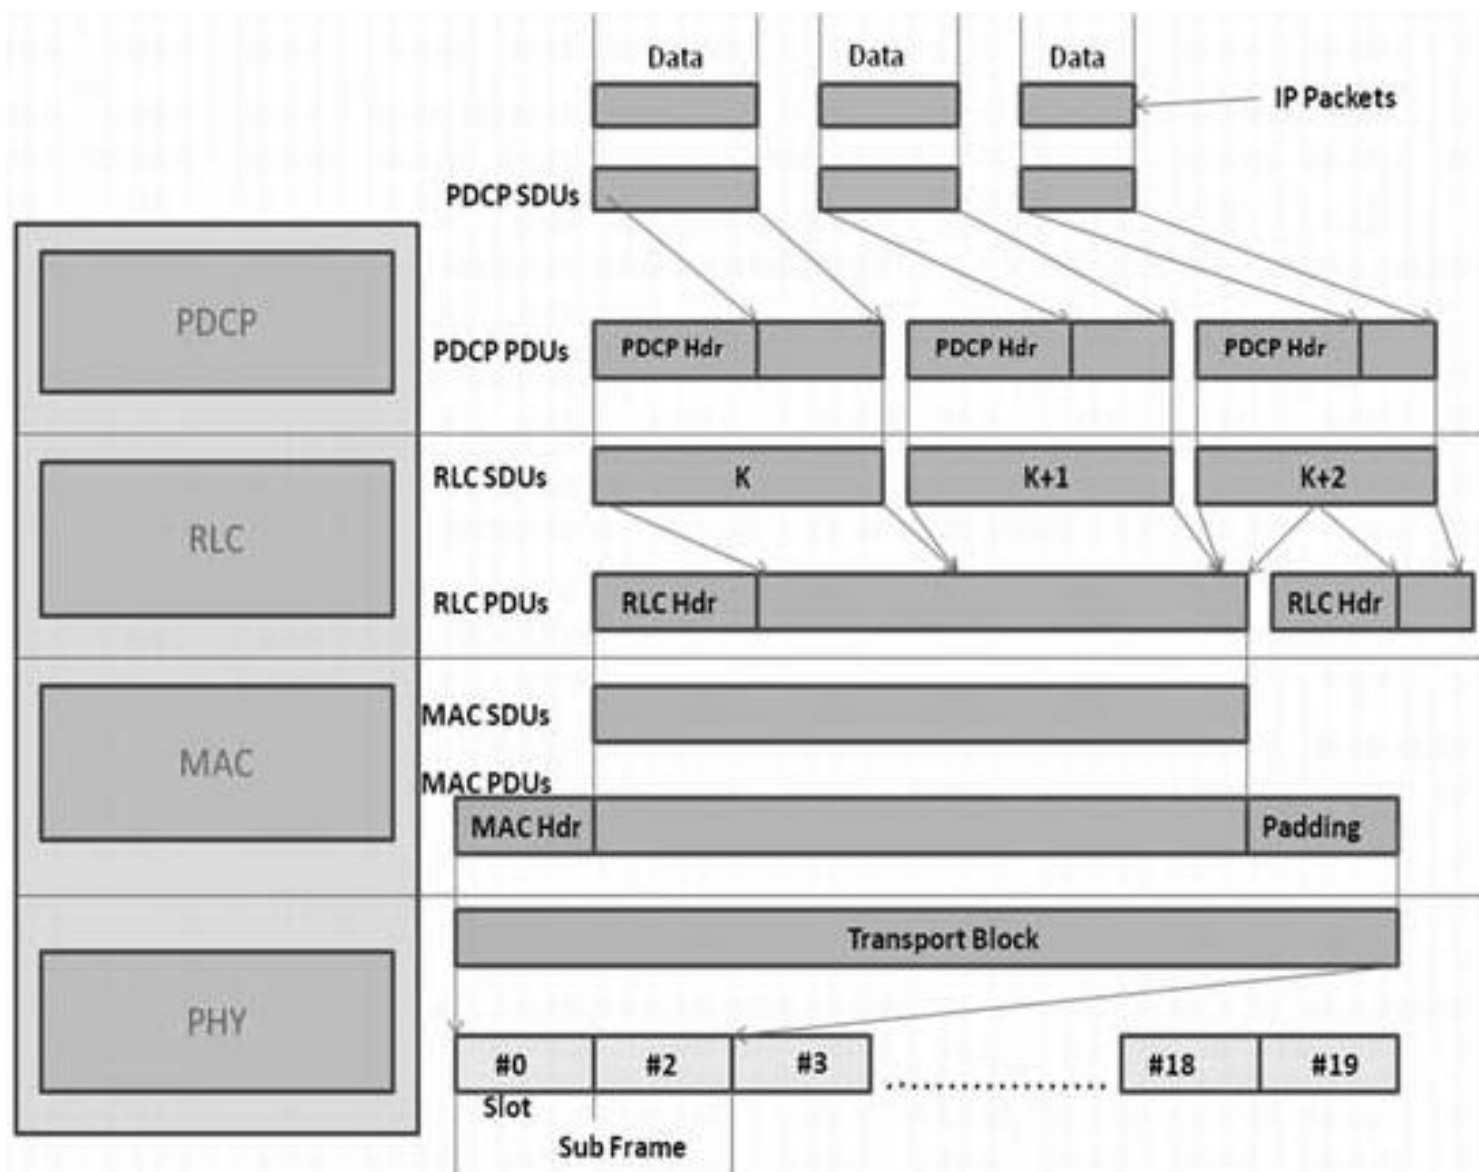 Data Data Data
IP Packets
PDCP SDUs
PDCP
PDCP PDUs
PDCP Hdr PDCP Hdr PDCP Hdr
RLC SDUs
K K+1 K+2
RLC
RLC PDUs
RLC Hdr RLC Hdr
MAC SDUs
MAC
MAC PDUs
MAC Hdr Padding
Transport Block
PHY
#0 #2 #3 #18 #19
Slot
Sub Frame